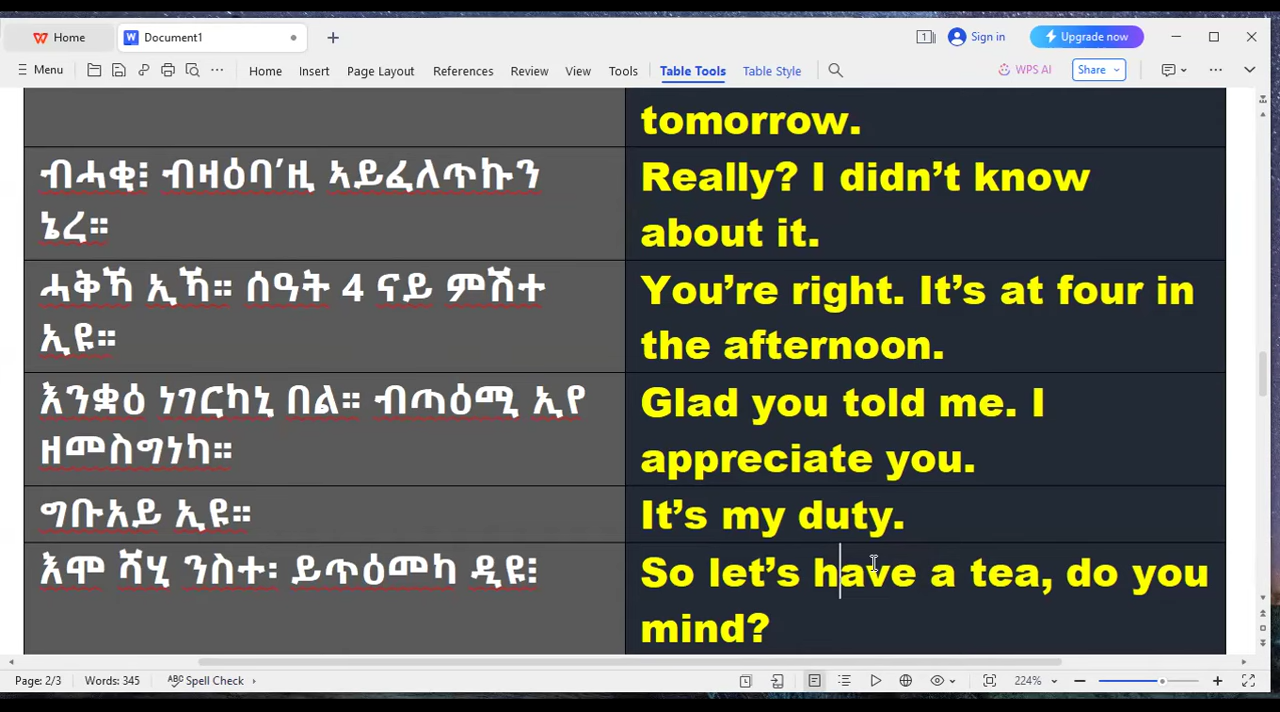 Home
Document1
1
Sign in
Upgrade now
Menu
Home Insert Page Layout References Review View Tools Table Tools Table Style
WPS AI
Share
tomorrow.
ብሓቂ፧ ብዛዕባ’ዚ ኣይፈለጥኩን
ኔረ።
Really? I didn’t know
about it.
ሓቅኻ ኢኻ። ሰዓት 4 ናይ ምሽተ
ኢዩ።
You’re right. It’s at four in
the afternoon.
እንቋዕ ነገርካኒ በል። ብጣዕሚ ኢየ
ዘመስግነካ።
Glad you told me. I
appreciate you.
ግቡአይ ኢዩ።
It’s my duty.
እሞ ሻሂ ንስተ፡ ይጥዕመካ ዲዩ፧
So let’s have a tea, do you
mind?
Page: 2/3 Words: 345 Spell Check 224%